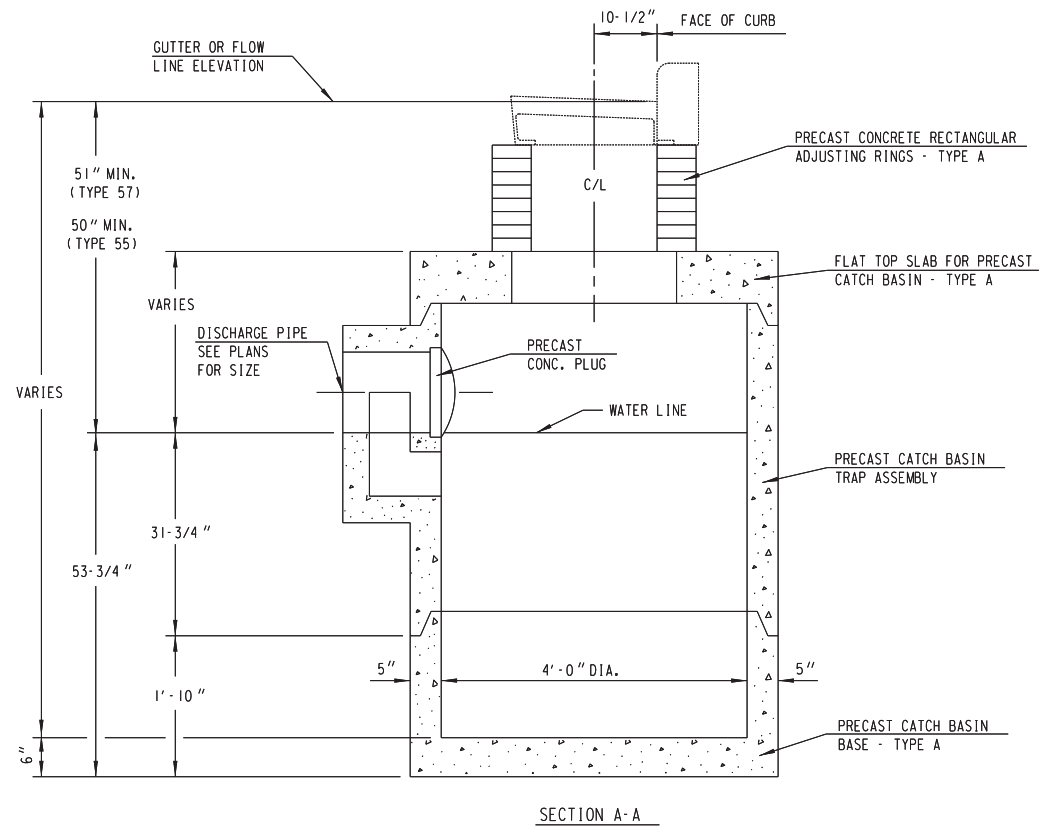 10-1/2"
FACE OF CURB
GUTTER OR FLOW
LINE ELEVATION
PRECAST CONCRETE RECTANGULAR
ADJUSTING RINGS - TYPE A
51" MIN.
(TYPE 57)
50" MIN.
(TYPE 55)
C/L
FLAT TOP SLAB FOR PRECAST
CATCH BASIN - TYPE A
VARIES
DISCHARGE PIPE
SEE PLANS
FOR SIZE
PRECAST
CONC. PLUG
VARIES
WATER LINE
PRECAST CATCH BASIN
TRAP ASSEMBLY
31-3/4"
53-3/4"
5"
4'-0" DIA.
5"
1'-10"
PRECAST CATCH BASIN
BASE - TYPE A
6"
SECTION A-A